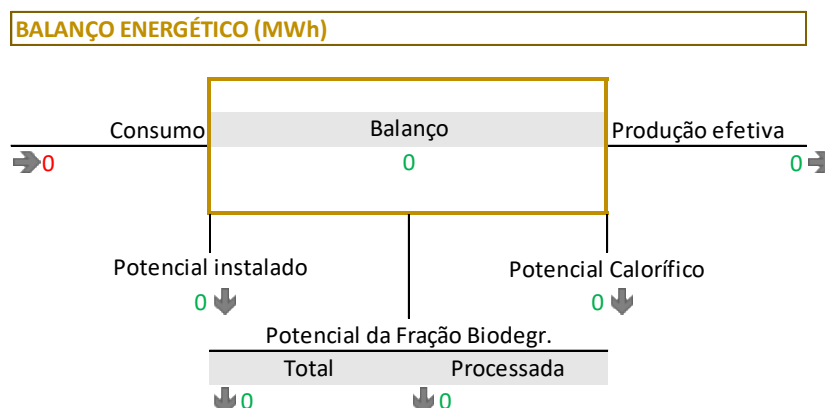 BALANÇO ENERGÉTICO (MWh)
Consumo
Balanço
Produção efetiva
0
0
0
Potencial instalado
Potencial Calorífico
0
0
Potencial da Fração Biodegr.
Total
Processada
0
0